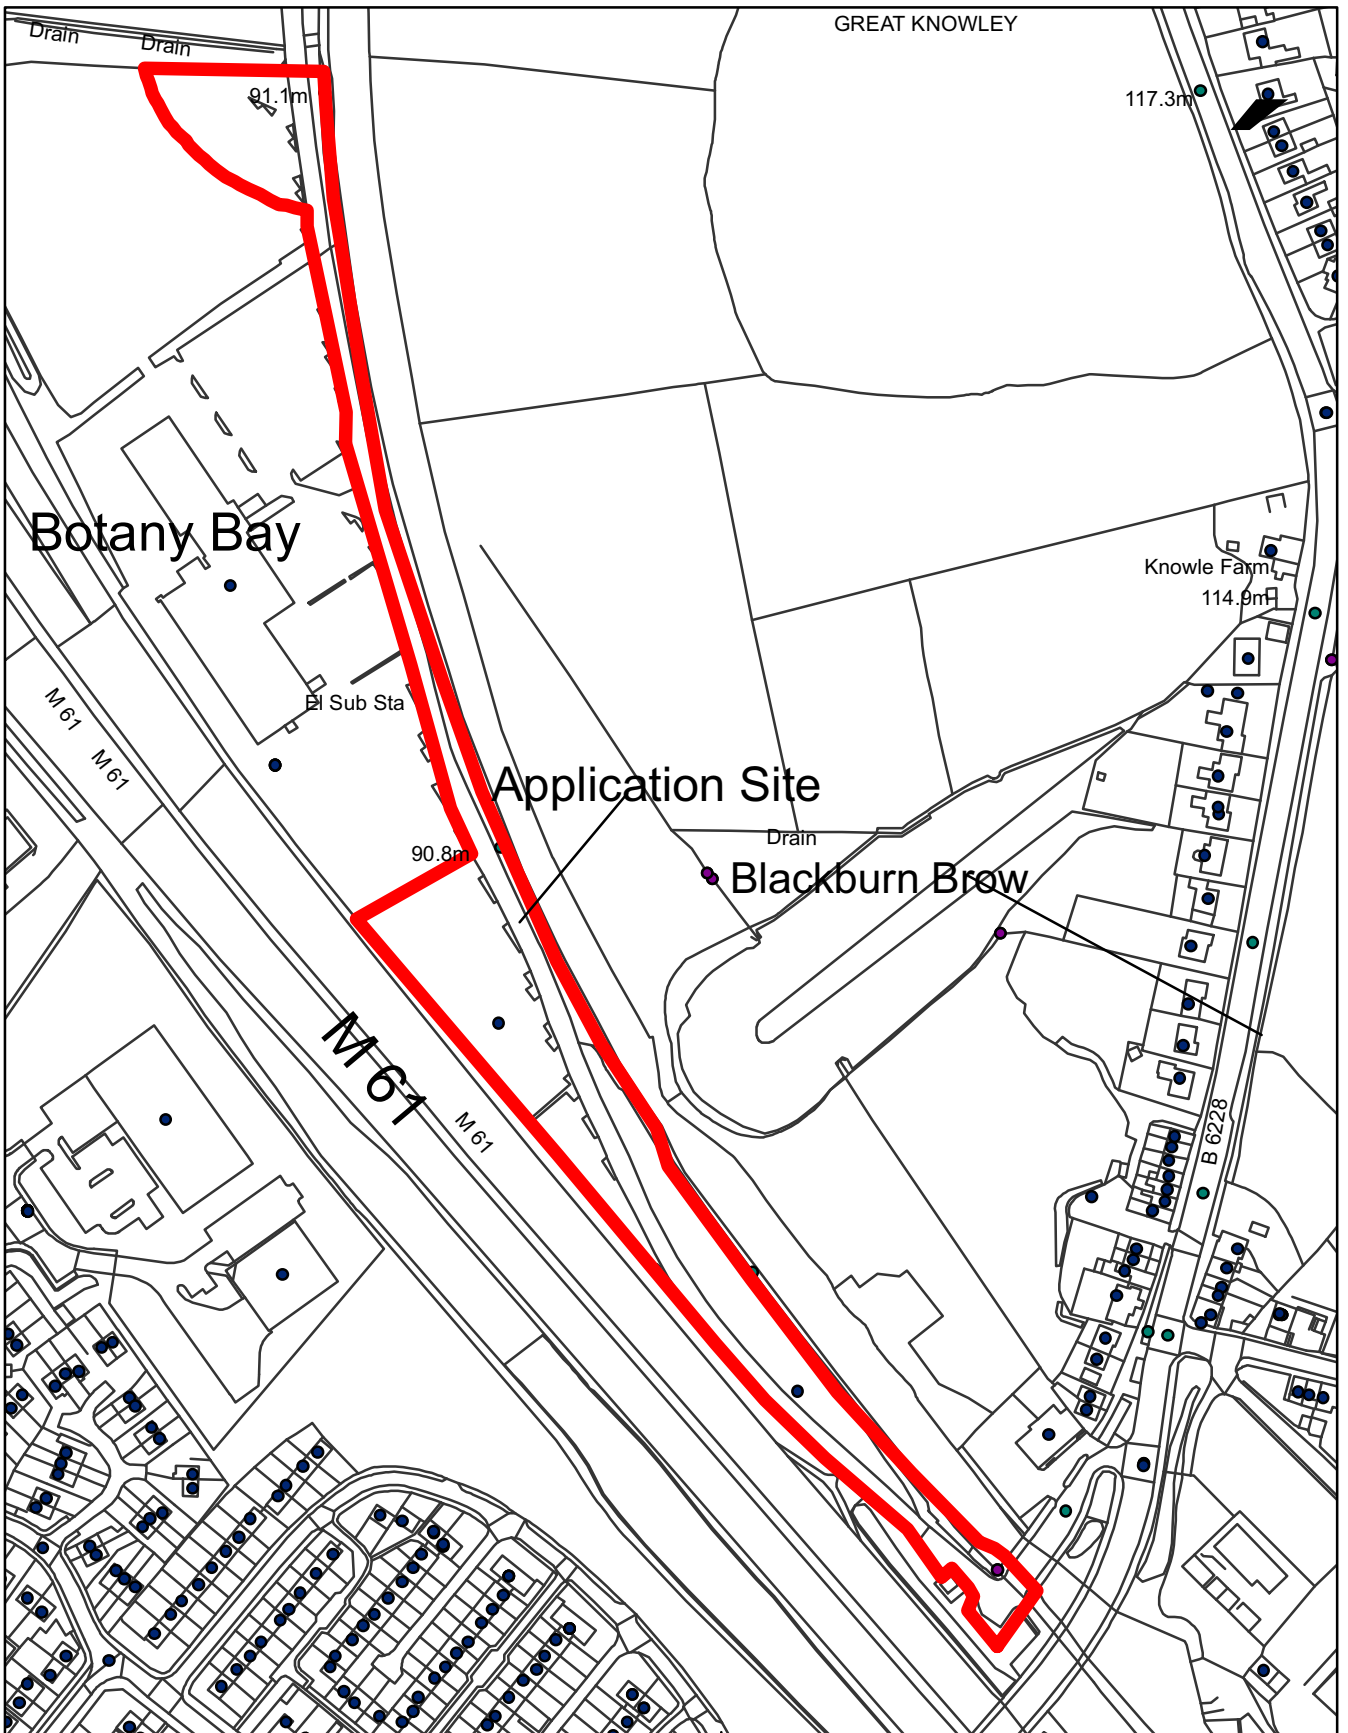 GREAT KNOWLEY
Drain
Drain
91.1m
117.3m
Botany Bay
Knowle Farm
114.9m
M 61
El Sub Sta
M 61
Application Site
Drain
90.8m
Blackburn Brow
M 61
M 61
B 6228